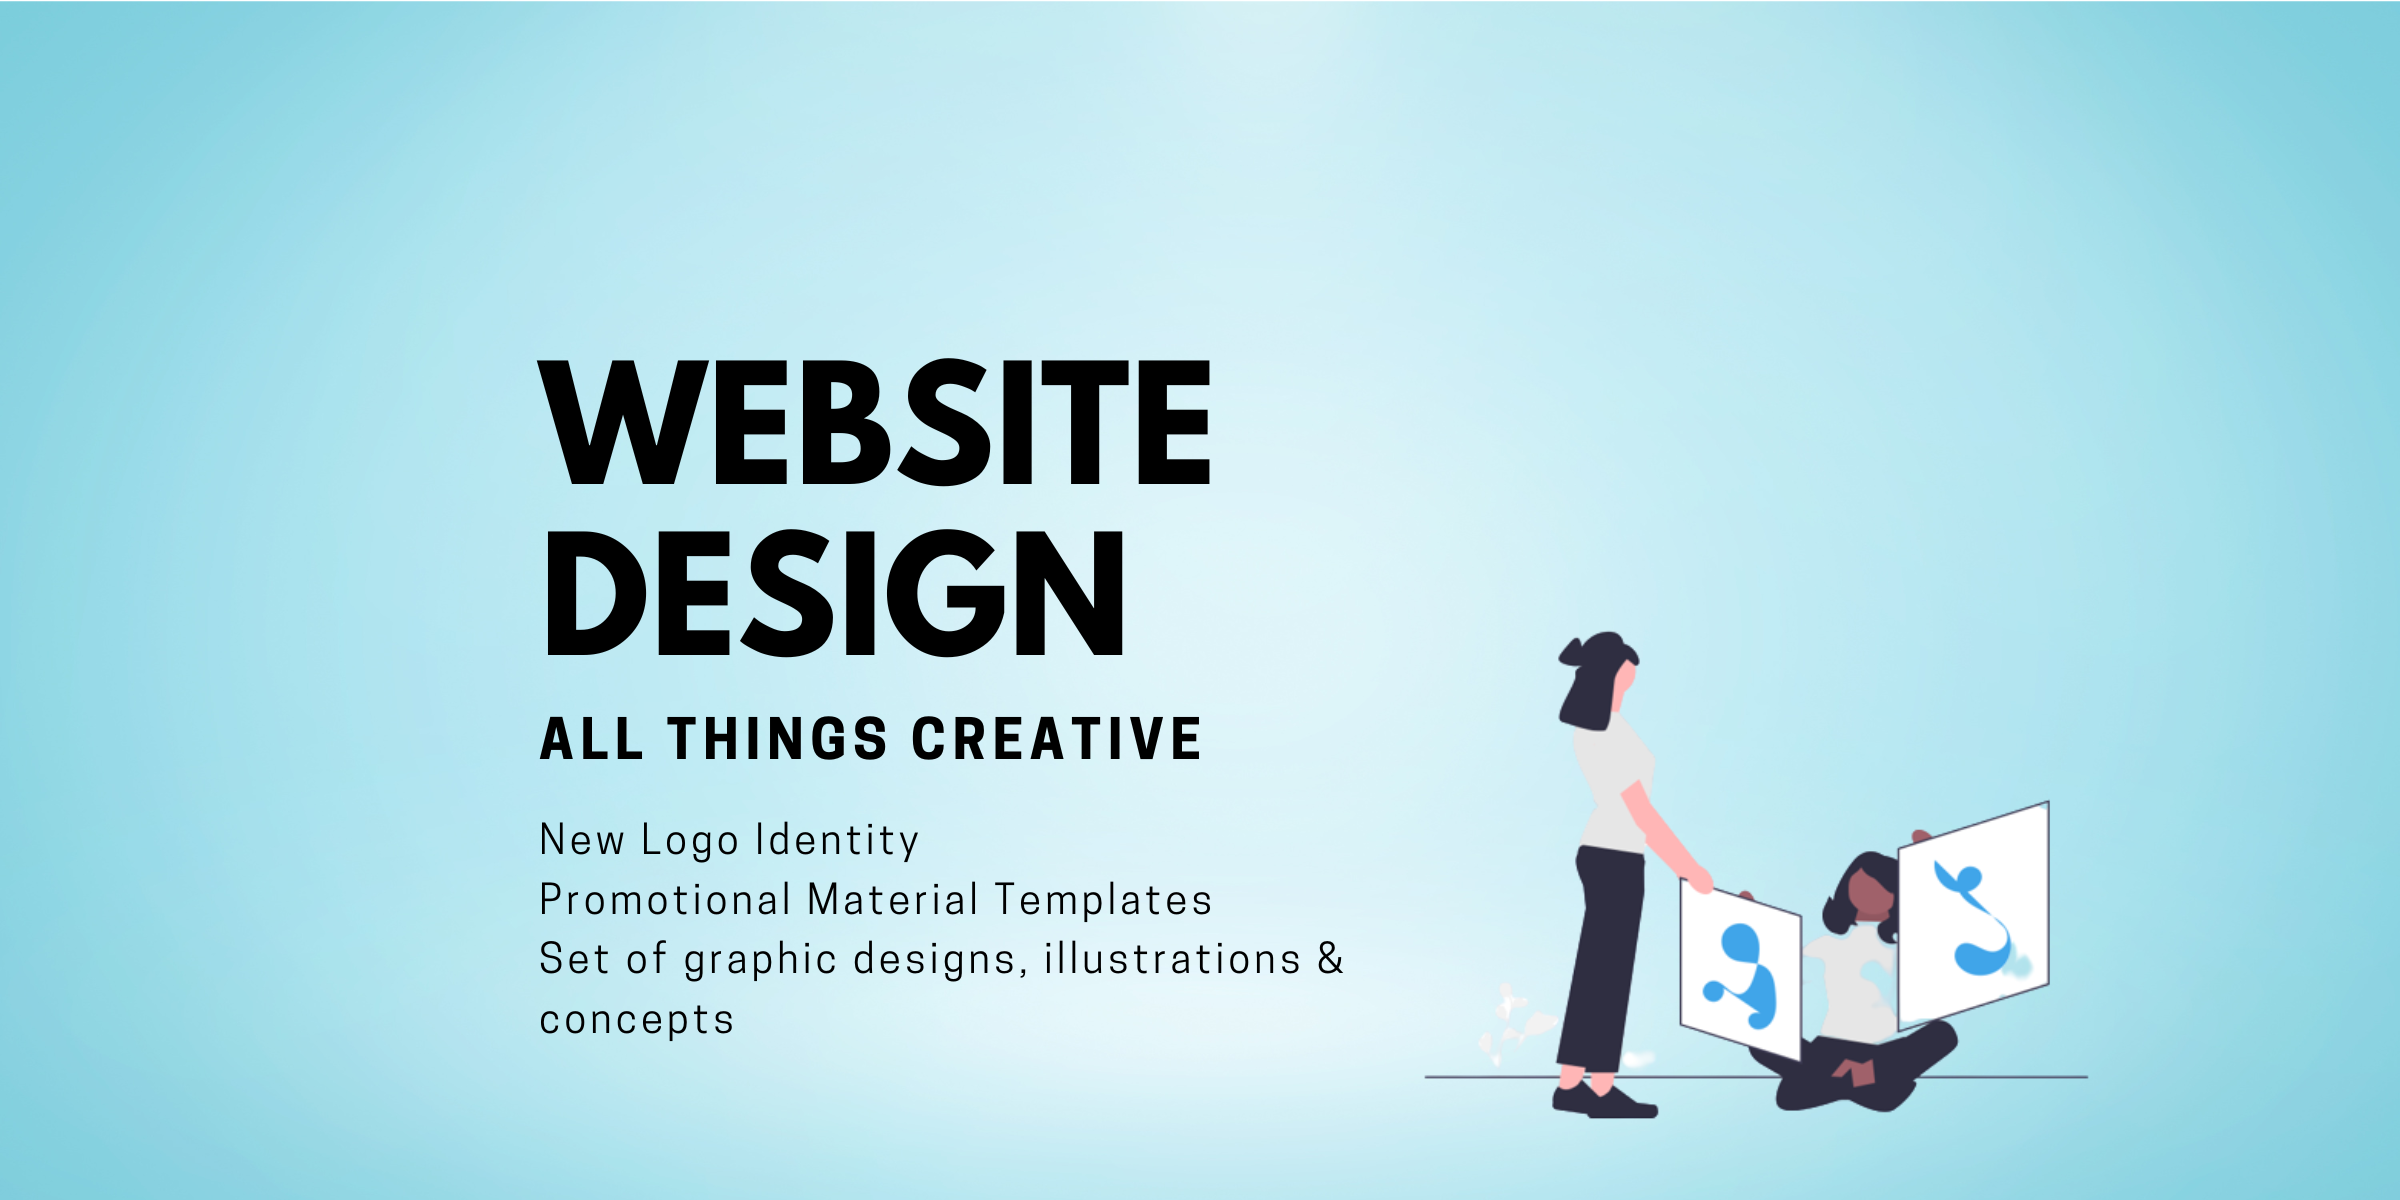 WEBSITE
DESIGN
ALL THINGS CREATIVE
New Logo Identity
Promotional Material Templates
Set of graphic designs, illustrations &
concepts